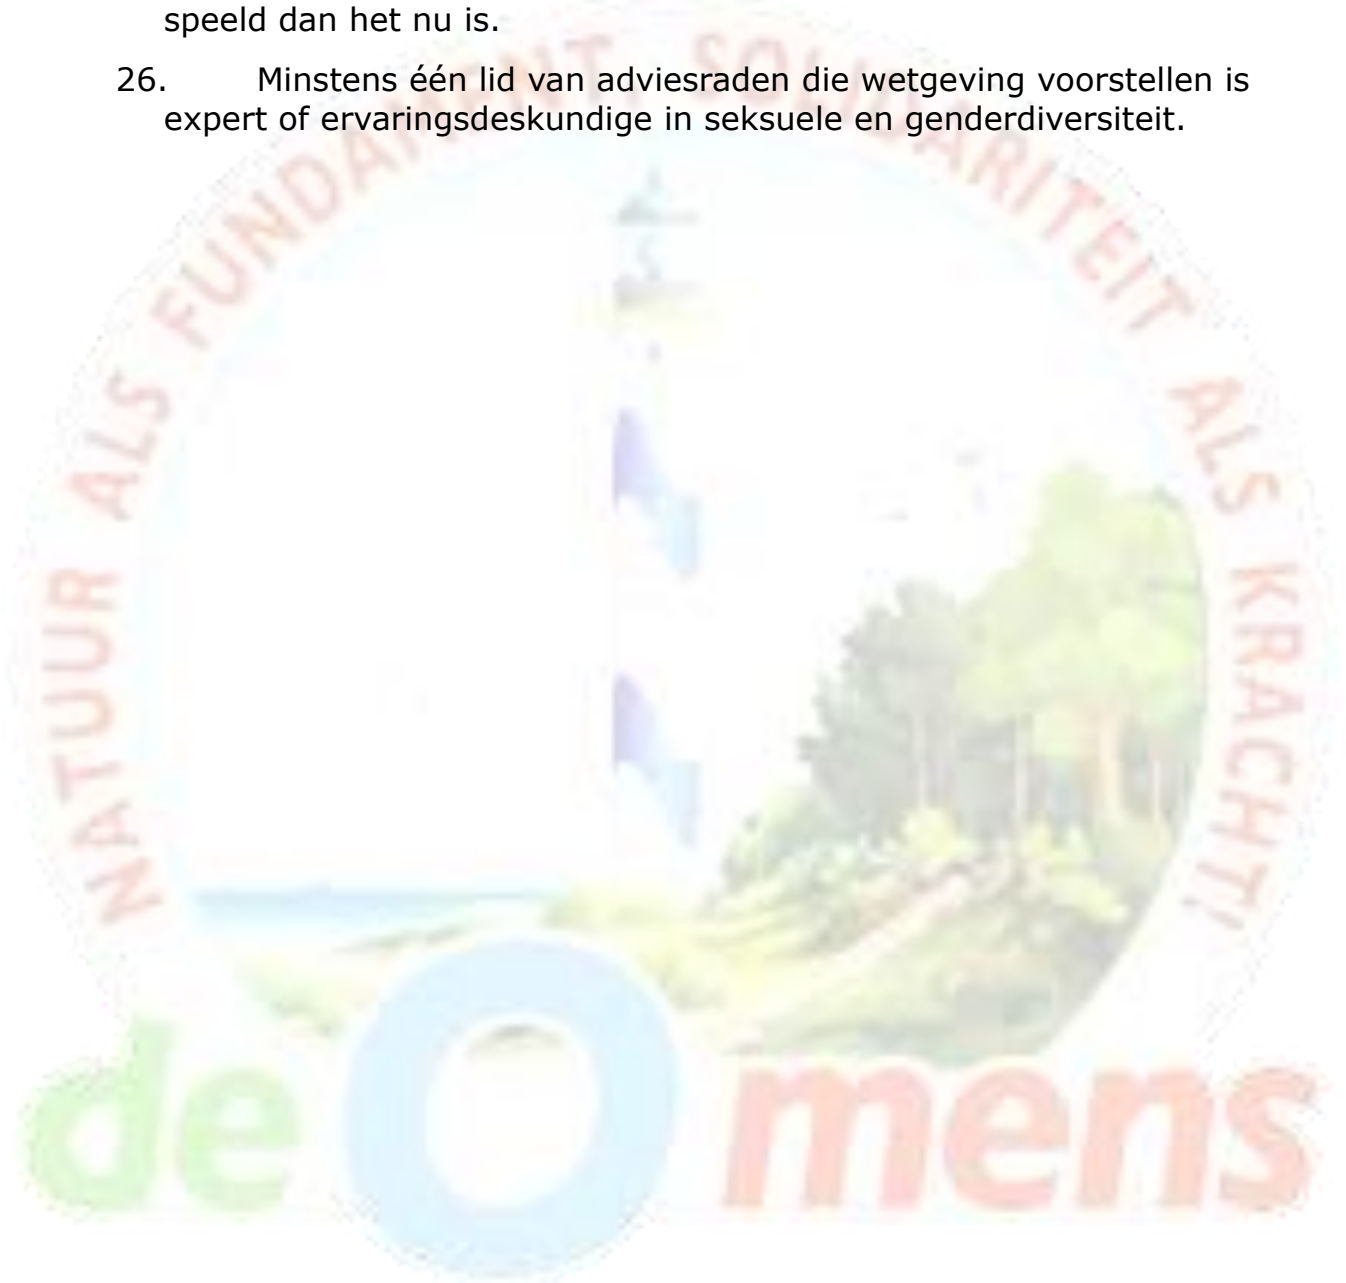 speeld dan het nu is.
26. Minstens één lid van adviesraden die wetgeving voorstellen is
expert of ervaringsdeskundige in seksuele en genderdiversiteit.
NATUUR ALS FUNDAMENT, SOLIDARITEIT ALS KRACHT!
de O mens